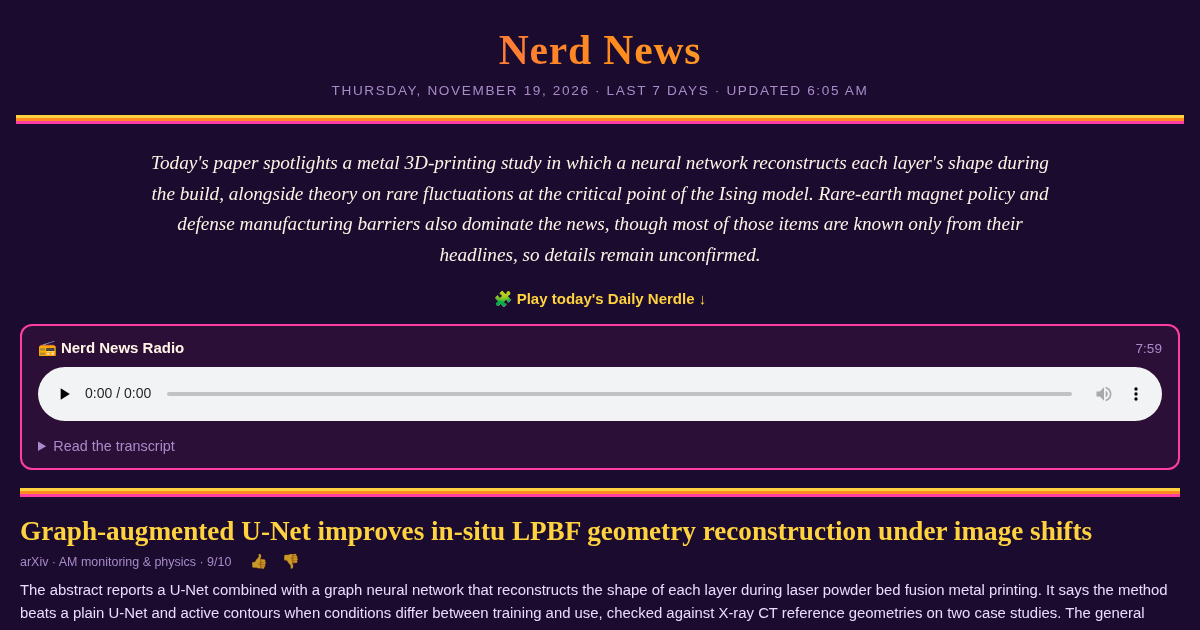 Nerd News
THURSDAY, NOVEMBER 19, 2026 · LAST 7 DAYS · UPDATED 6:05 AM
Today's paper spotlights a metal 3D-printing study in which a neural network reconstructs each layer's shape during
the build, alongside theory on rare fluctuations at the critical point of the Ising model. Rare-earth magnet policy and
defense manufacturing barriers also dominate the news, though most of those items are known only from their
headlines, so details remain unconfirmed.
🧩 Play today's Daily Nerdle ↓
📻 Nerd News Radio 7:59
0:00 / 0:00
Read the transcript
Graph-augmented U-Net improves in-situ LPBF geometry reconstruction under image shifts
arXiv · AM monitoring & physics · 9/10 👍 👎
The abstract reports a U-Net combined with a graph neural network that reconstructs the shape of each layer during laser powder bed fusion metal printing. It says the method
beats a plain U-Net and active contours when conditions differ between training and use, checked against X-ray CT reference geometries on two case studies. The general